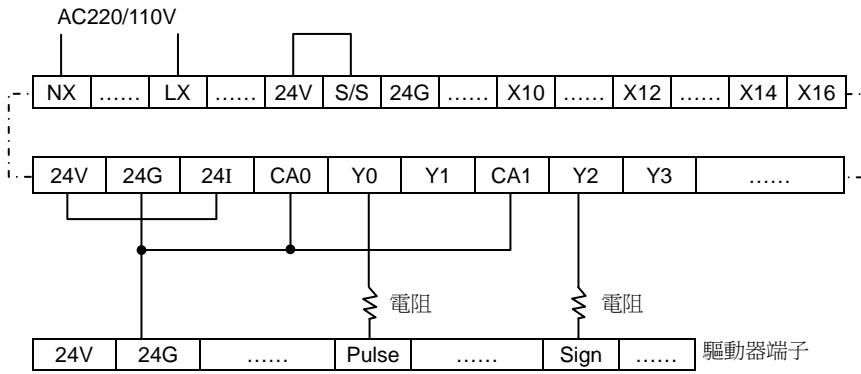 AC220/110V
NX …… LX …… 24V S/S 24G …… X10 …… X12 …… X14 X16
24V 24G 24I CA0 Y0 Y1 CA1 Y2 Y3 ……
電阻 電阻
24V 24G …… Pulse …… Sign …… 驅動器端子